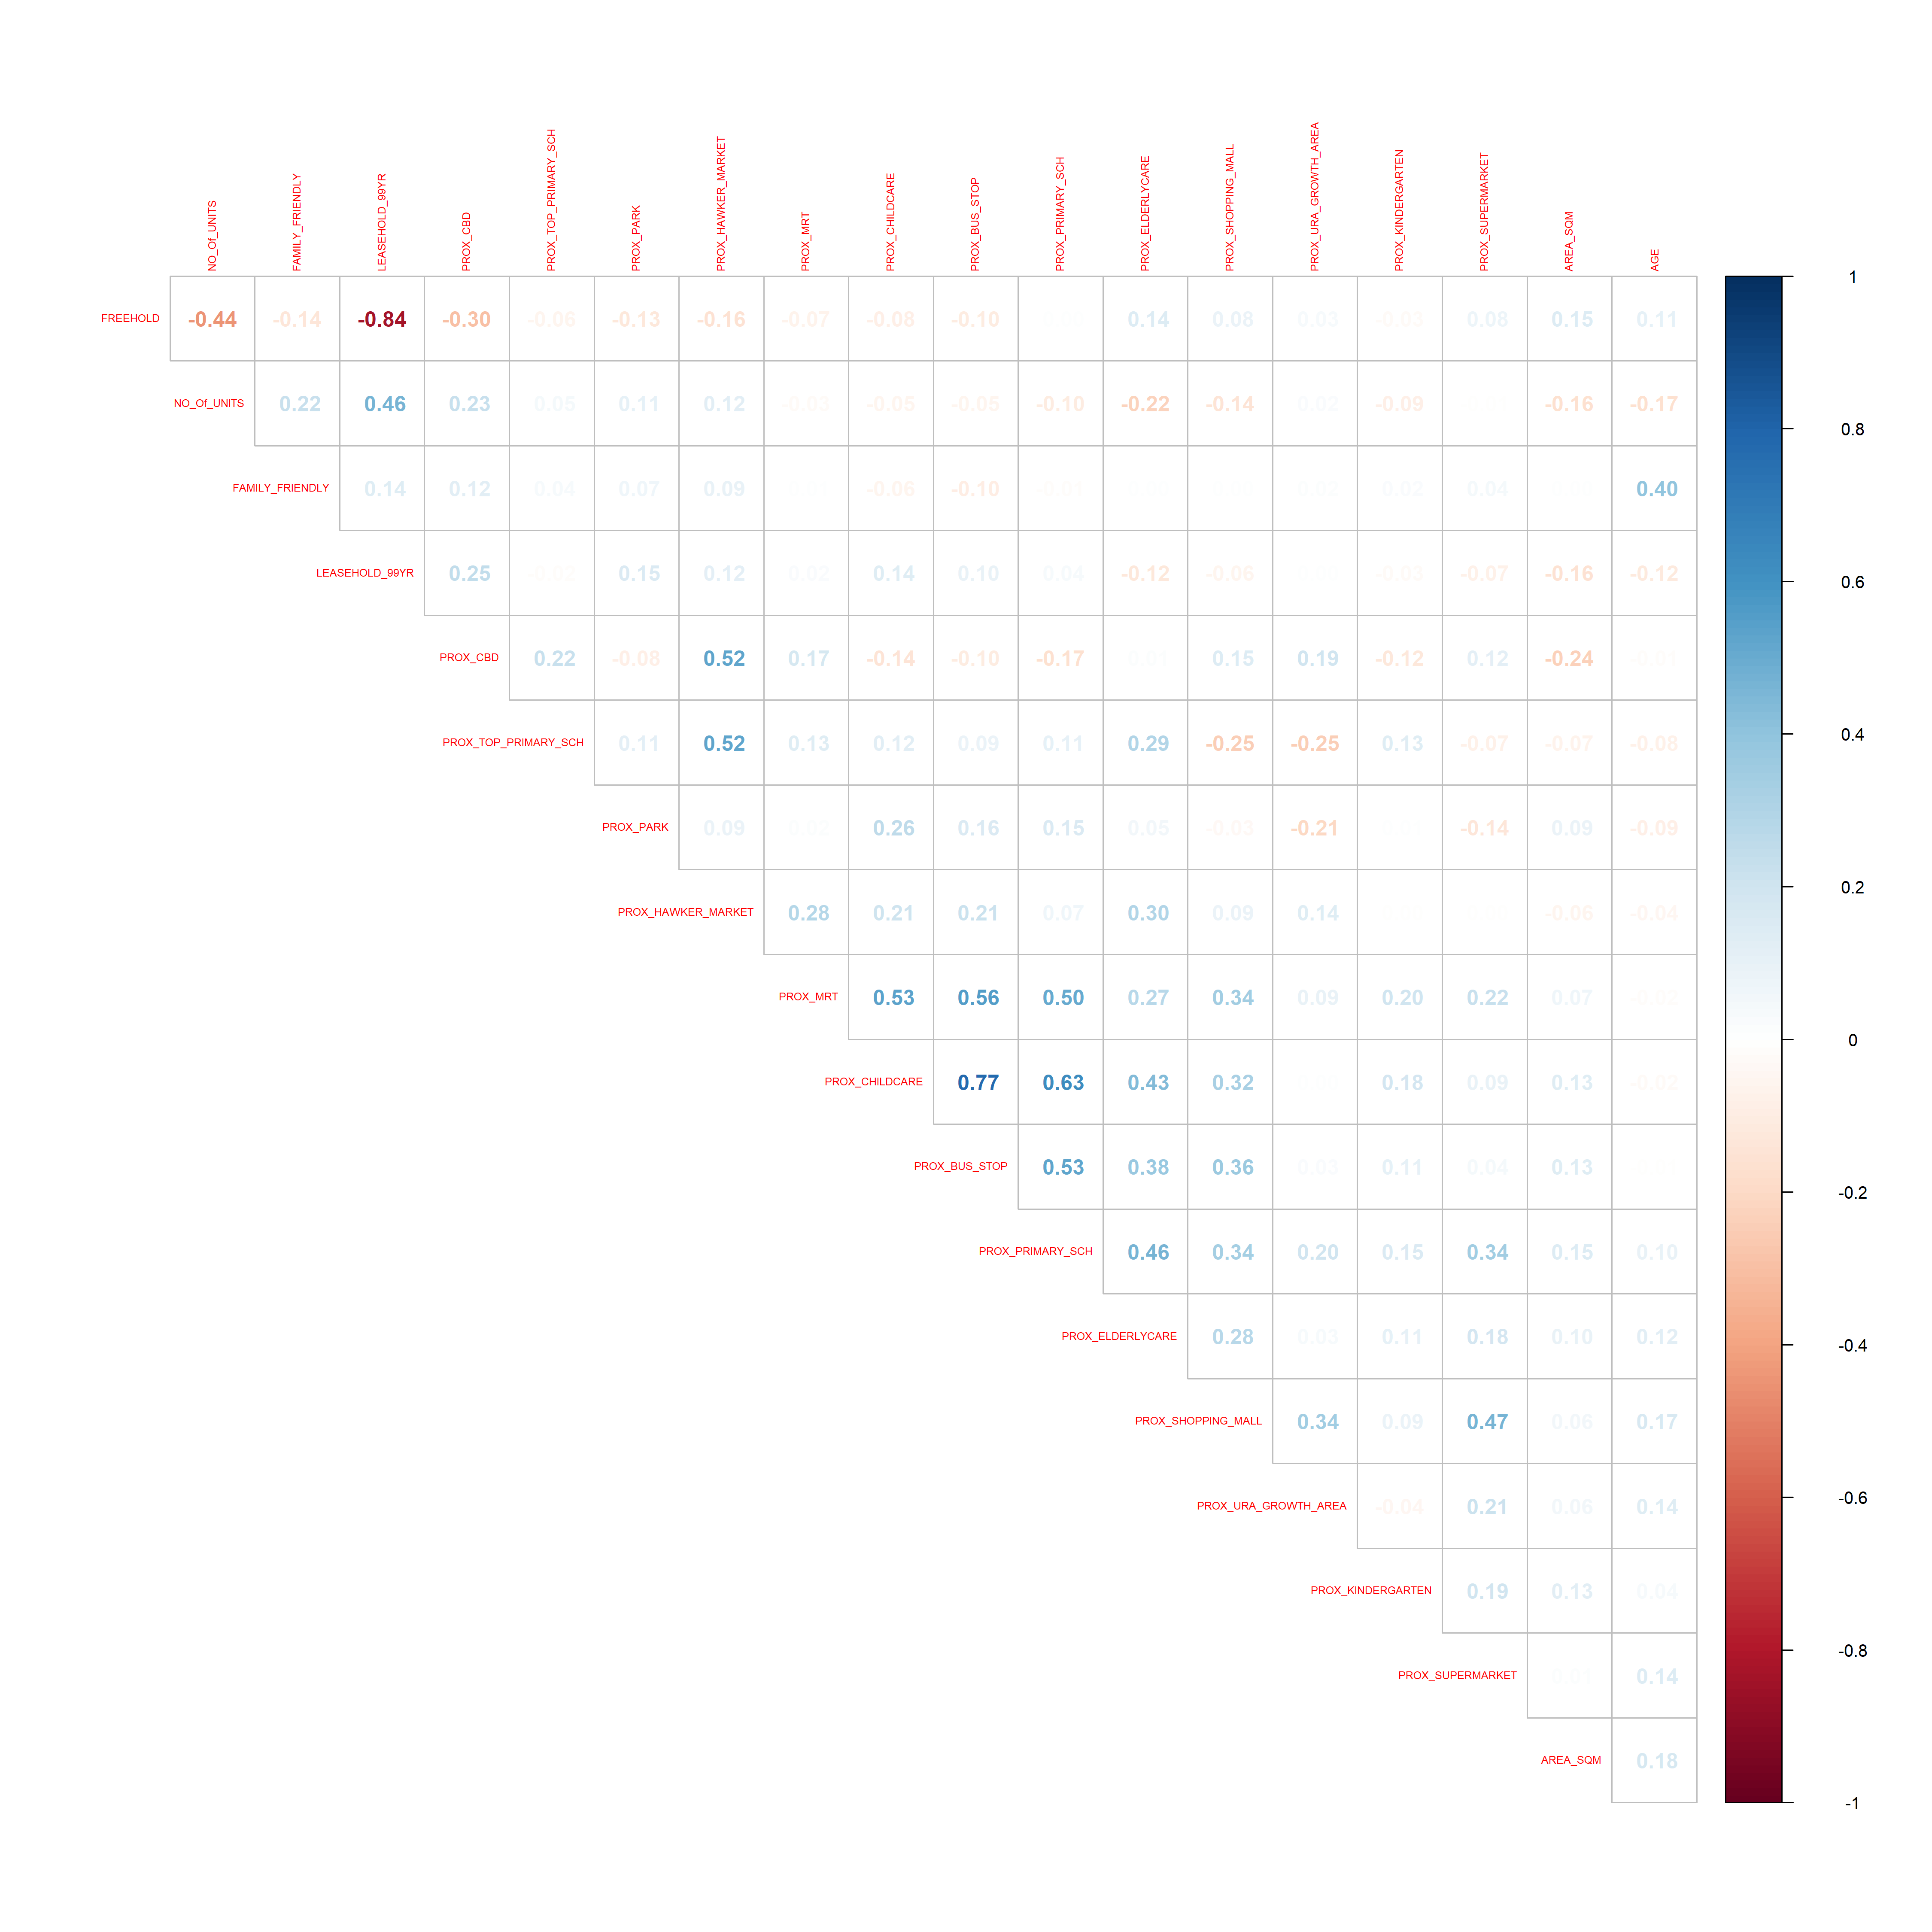 NO_Of_UNITS
FAMILY_FRIENDLY
LEASEHOLD_99YR
PROX_CBD
PROX_TOP_PRIMARY_SCH
PROX_PARK
PROX_HAWKER_MARKET
PROX_MRT
PROX_CHILDCARE
PROX_BUS_STOP
PROX_PRIMARY_SCH
PROX_ELDERLYCARE
PROX_SHOPPING_MALL
PROX_URA_GROWTH_AREA
PROX_KINDERGARTEN
PROX_SUPERMARKET
AREA_SQM
AGE
FREEHOLD -0.44 -0.14 -0.84 -0.30 -0.06 -0.13 -0.16 -0.07 -0.08 -0.10 0.14 0.08 0.03 -0.03 0.08 0.15 0.11
NO_Of_UNITS 0.22 0.46 0.23 0.05 0.11 0.12 -0.03 -0.05 -0.05 -0.10 -0.22 -0.14 0.02 -0.09 -0.16 -0.17
FAMILY_FRIENDLY 0.14 0.12 0.04 0.07 0.09 -0.06 -0.10 0.01 0.02 0.02 0.04 0.40
LEASEHOLD_99YR 0.25 -0.02 0.15 0.12 0.02 0.14 0.10 0.04 -0.12 -0.06 -0.03 -0.07 -0.16 -0.12
PROX_CBD 0.22 -0.08 0.52 0.17 -0.14 -0.10 -0.17 0.01 0.15 0.19 -0.12 0.12 -0.24 -0.01
PROX_TOP_PRIMARY_SCH 0.11 0.52 0.13 0.12 0.09 0.11 0.29 -0.25 -0.25 0.13 -0.07 -0.07 -0.08
PROX_PARK 0.09 0.02 0.26 0.16 0.15 0.05 -0.03 -0.21 -0.14 0.09 -0.09
PROX_HAWKER_MARKET 0.28 0.21 0.21 0.07 0.30 0.09 0.14 -0.06 -0.04
PROX_MRT 0.53 0.56 0.50 0.27 0.34 0.09 0.20 0.22 0.07 -0.02
PROX_CHILDCARE 0.77 0.63 0.43 0.32 0.18 0.09 0.13 -0.02
PROX_BUS_STOP 0.53 0.38 0.36 0.03 0.11 0.04 0.13
PROX_PRIMARY_SCH 0.46 0.34 0.20 0.15 0.34 0.15 0.10
PROX_ELDERLYCARE 0.28 0.03 0.11 0.18 0.10 0.12
PROX_SHOPPING_MALL 0.34 0.09 0.47 0.06 0.17
PROX_URA_GROWTH_AREA -0.04 0.21 0.06 0.14
PROX_KINDERGARTEN 0.19 0.13 0.04
PROX_SUPERMARKET 0.01 0.14
AREA_SQM 0.18
1
0.8
0.6
0.4
0.2
0
-0.2
-0.4
-0.6
-0.8
-1